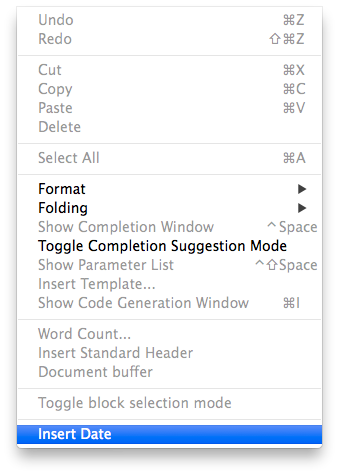 Undo ⌘Z
Redo ⇧⌘Z
Cut ⌘X
Copy ⌘C
Paste ⌘V
Delete
Select All ⌘A
Format ▶
Folding ▶
Show Completion Window ^Space
Toggle Completion Suggestion Mode
Show Parameter List ^⇧Space
Insert Template...
Show Code Generation Window ⌘I
Word Count...
Insert Standard Header
Document buffer
Toggle block selection mode
Insert Date